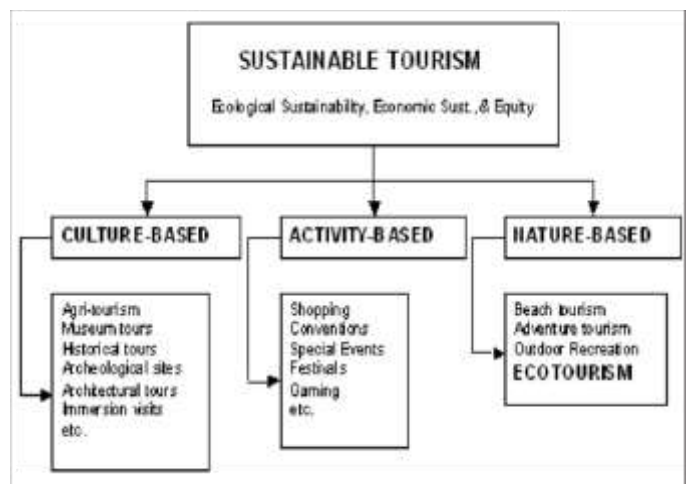 SUSTAINABLE TOURISM
Ecological Sustainability, Economic Sust.,& Equity
CULTURE-BASED
ACTIVITY-BASED
NATURE-BASED
Agri-tourism
Museum tours
Historical tours
Archeological sites
Architectural tours
Immersion visits
etc.
Shopping
Conventions
Special Events
Festivals
Gaming
etc.
Beach tourism
Adventure tourism
Outdoor Recreation
ECOTOURISM